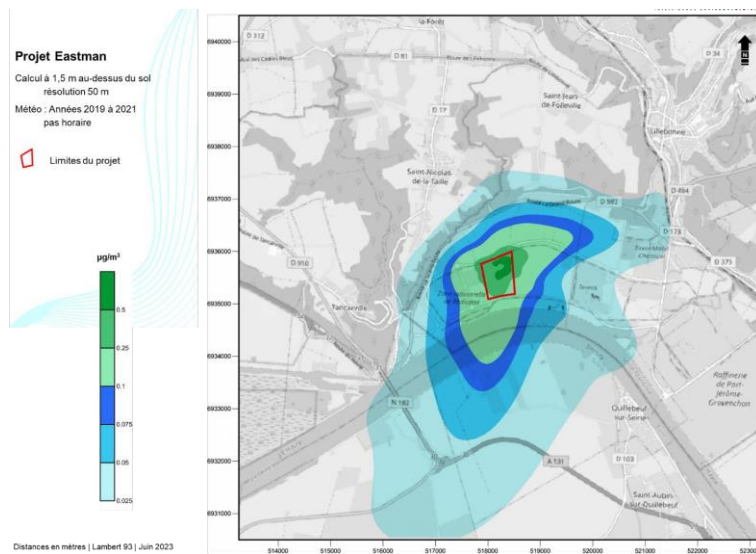 Projet Eastman
Calcul à 1,5 m au-dessus du sol
résolution 50 m
Météo : Années 2019 à 2021
pas horaire
Limites du projet
µg/m³
0.5
0.25
0.1
0.075
0.05
0.025
Distances en mètres | Lambert 93 | Juin 2023
6940000
6939000
6938000
6937000
6936000
6935000
6934000
6933000
6932000
6931000
514000
515000
516000
517000
518000
519000
520000
521000
522000
N
la-Forêt
D 312
D 81
D 34
Saint-Jean
de-Folleville
D 17
Lillebonne
Saint-Nicolas
de-la-Taille
D 484
D 982
D 173
D 910
D 375
Tancarville
N 182
Raffinerie
de Port-
Jérôme-
Gravenchon
Quillebeuf
sur-Seine
A 131
D 103
Saint-Aubin
sur-Quillebeuf